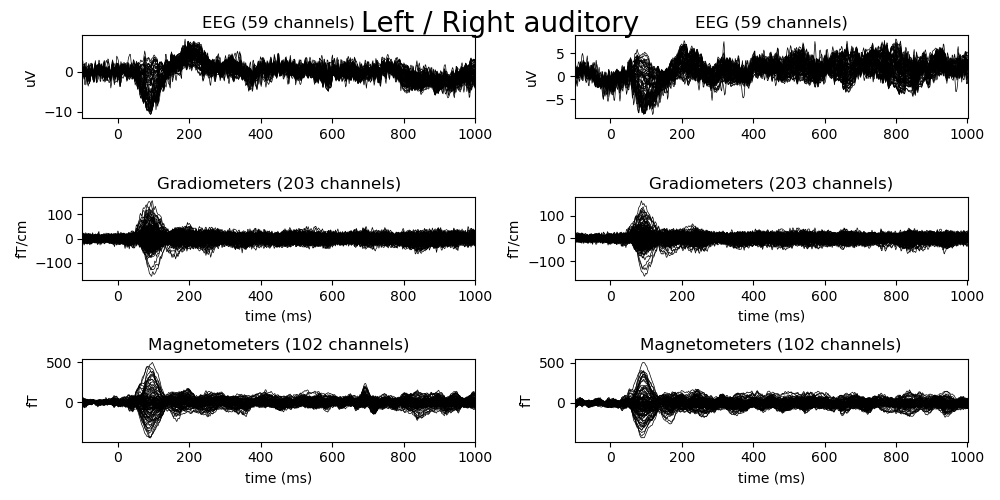 Left / Right auditory
EEG (59 channels)
EEG (59 channels)
uV
0
−10
0 200 400 600 800 1000
uV
5
0
−5
0 200 400 600 800 1000
Gradiometers (203 channels)
Gradiometers (203 channels)
fT/cm
100
0
−100
0 200 400 600 800 1000
time (ms)
fT/cm
100
0
−100
0 200 400 600 800 1000
time (ms)
Magnetometers (102 channels)
Magnetometers (102 channels)
fT
500
0
0 200 400 600 800 1000
time (ms)
fT
500
0
0 200 400 600 800 1000
time (ms)